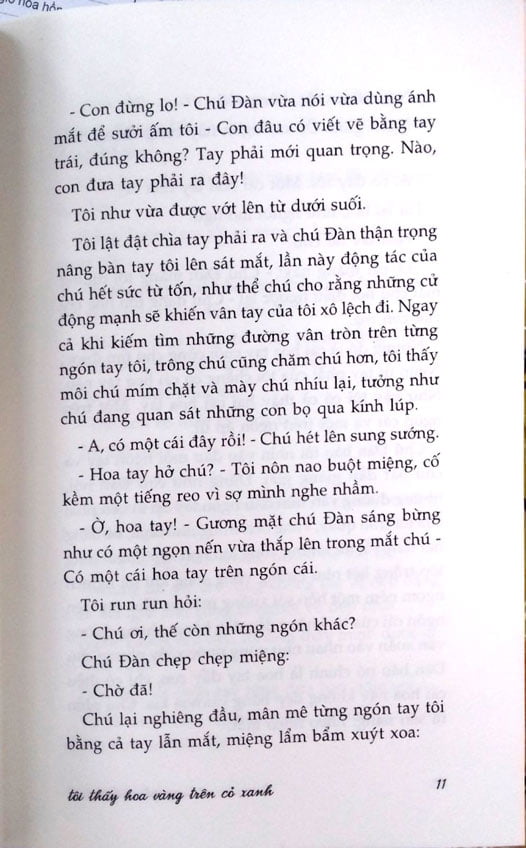 hoa
- Con đừng lo! - Chú Đàn vừa nói vừa dùng ánh
mắt để sưởi ấm tôi - Con đâu có viết vẽ bằng tay
trái, đúng không? Tay phải mới quan trọng. Nào,
con đưa tay phải ra đây!
Tôi như vừa được vớt lên từ dưới suối.
Tôi lật đật chìa tay phải ra và chú Đàn thận trọng
nâng bàn tay tôi lên sát mắt, lần này động tác của
chú hết sức từ tốn, như thể chú cho rằng những cử
động mạnh sẽ khiến vân tay của tôi xô lệch đi. Ngay
cả khi kiếm tìm những đường vân tròn trên từng
ngón tay tôi, trông chú cũng chăm chú hơn, tôi thấy
môi chú mím chặt và mày chú nhíu lại, tưởng như
chú đang quan sát những con bọ qua kính lúp.
- A, có một cái đây rồi! - Chú hét lên sung sướng.
- Hoa tay hở chú? - Tôi nôn nao buột miệng, cố
kềm một tiếng reo vì sợ mình nghe nhầm.
- Ờ, hoa tay! - Gương mặt chú Đàn sáng bừng
như có một ngọn nến vừa thắp lên trong mắt chú -
Có một cái hoa tay trên ngón cái.
Tôi run run hỏi:
- Chú ơi, thế còn những ngón khác?
Chú Đàn chẹp chẹp miệng:
- Chờ đã!
Chú lại nghiêng đầu, mân mê từng ngón tay tôi
bằng cả tay lẫn mắt, miệng lẩm bẩm xuýt xoa:
tôi thấy hoa vàng trên cỏ xanh
11